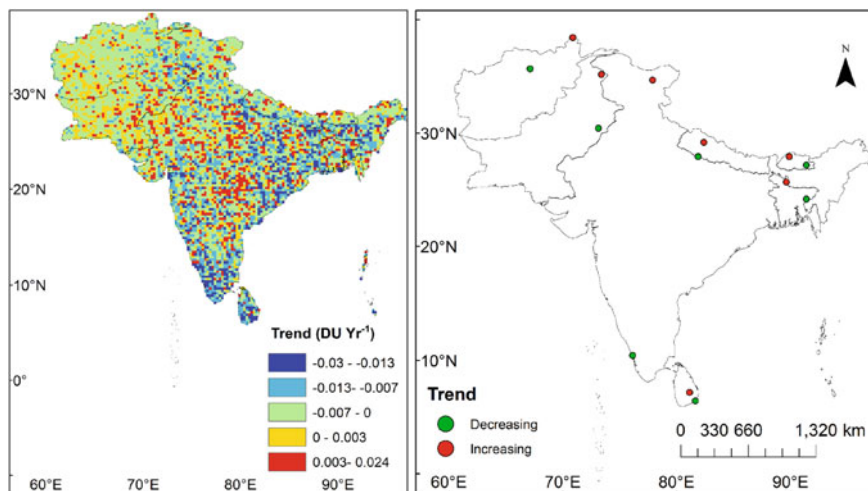 30°N
20°N
10°N
0°
Trend (DU Yr⁻¹)
-0.03 - -0.013
-0.013- -0.007
-0.007 - 0
0 - 0.003
0.003- 0.024
60°E 70°E 80°E 90°E
N
30°N
20°N
10°N
0°
Trend
Decreasing
Increasing
0 330 660 1,320 km
60°E 70°E 80°E 90°E